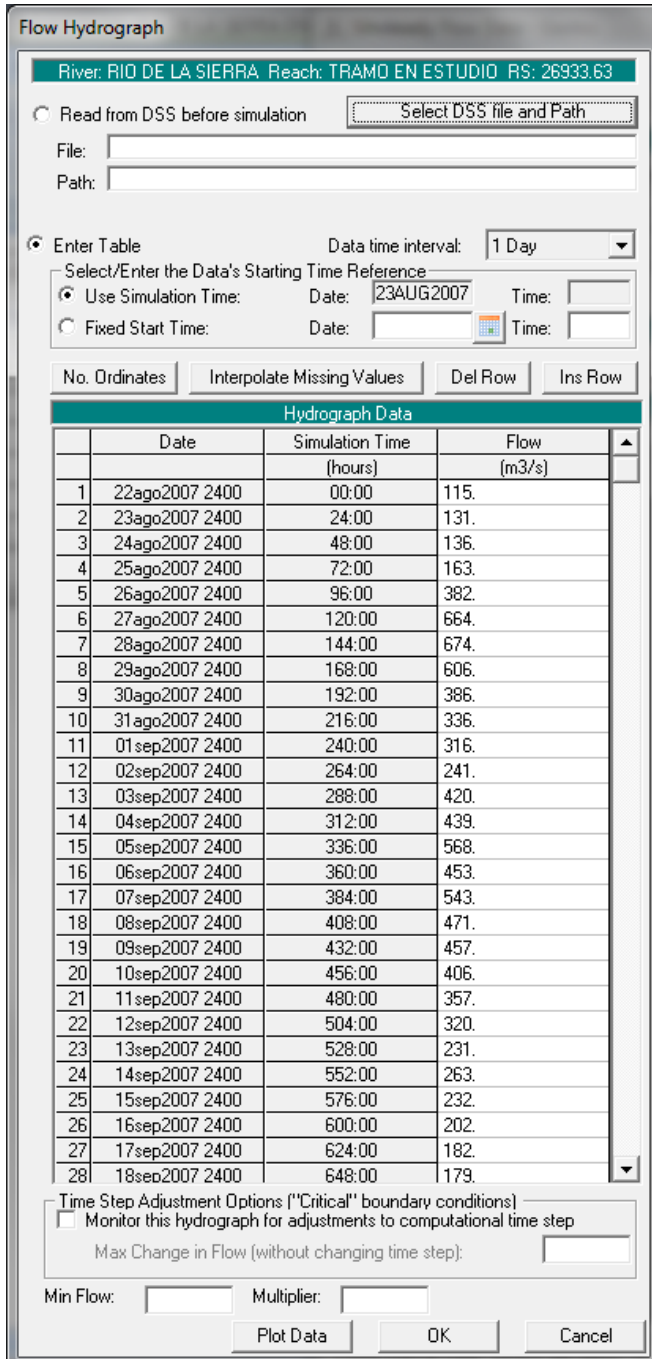 Flow Hydrograph
River: RIO DE LA SIERRA Reach: TRAMO EN ESTUDIO RS: 26933.63
Read from DSS before simulation Select DSS file and Path
File:
Path:
Enter Table Data time interval: 1 Day
Select/Enter the Data's Starting Time Reference
Use Simulation Time: Date: 23AUG2007 Time:
Fixed Start Time: Date: Time:
No. Ordinates Interpolate Missing Values Del Row Ins Row
Hydrograph Data
Date Simulation Time Flow
(hours) (m3/s)
1 22ago2007 2400 00:00 115.
2 23ago2007 2400 24:00 131.
3 24ago2007 2400 48:00 136.
4 25ago2007 2400 72:00 163.
5 26ago2007 2400 96:00 382.
6 27ago2007 2400 120:00 664.
7 28ago2007 2400 144:00 674.
8 29ago2007 2400 168:00 606.
9 30ago2007 2400 192:00 386.
10 31ago2007 2400 216:00 336.
11 01sep2007 2400 240:00 316.
12 02sep2007 2400 264:00 241.
13 03sep2007 2400 288:00 420.
14 04sep2007 2400 312:00 439.
15 05sep2007 2400 336:00 568.
16 06sep2007 2400 360:00 453.
17 07sep2007 2400 384:00 543.
18 08sep2007 2400 408:00 471.
19 09sep2007 2400 432:00 457.
20 10sep2007 2400 456:00 406.
21 11sep2007 2400 480:00 357.
22 12sep2007 2400 504:00 320.
23 13sep2007 2400 528:00 231.
24 14sep2007 2400 552:00 263.
25 15sep2007 2400 576:00 232.
26 16sep2007 2400 600:00 202.
27 17sep2007 2400 624:00 182.
28 18sep2007 2400 648:00 179.
Time Step Adjustment Options ("Critical" boundary conditions)
Monitor this hydrograph for adjustments to computational time step
Max Change in Flow (without changing time step):
Min Flow: Multiplier:
Plot Data OK Cancel